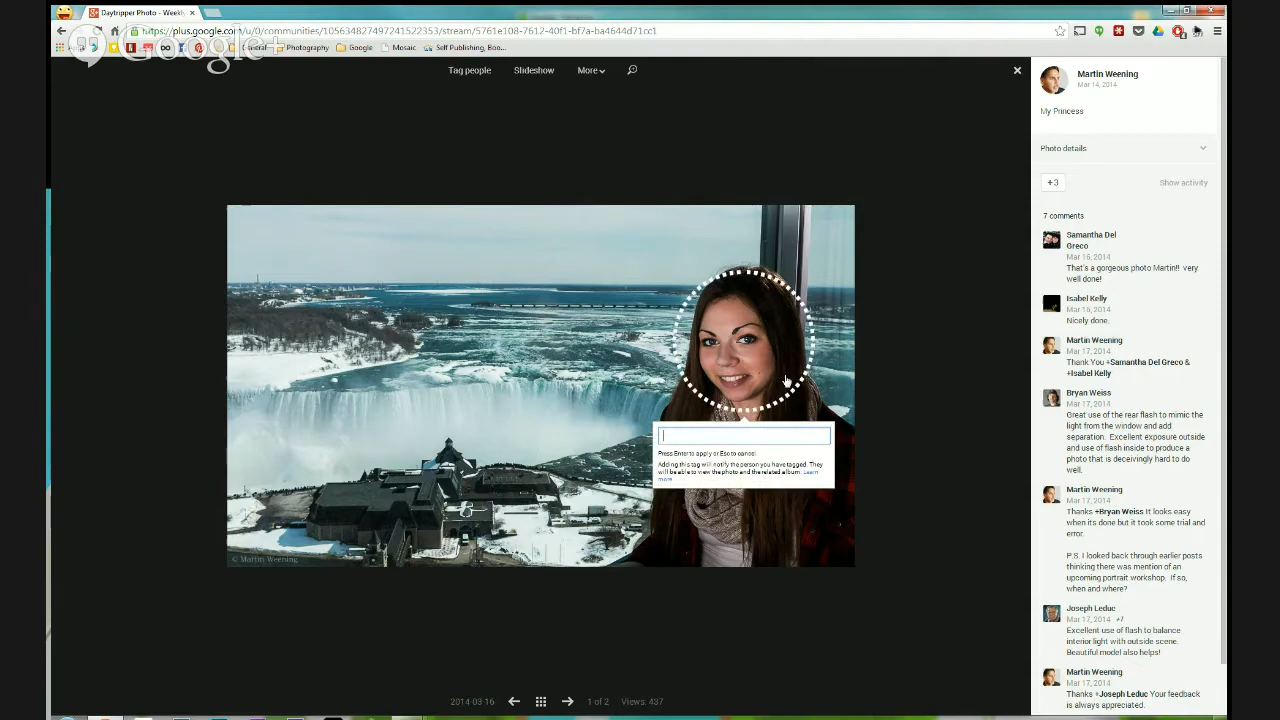 Daytripper Photo - Weekly
https://plus.google.com/u/0/communities/105634827497241522353/stream/5761e108-7612-40f1-bf7a-ba4644d71cc1
Google+
General
Photography
Google
Mosaic
Self Publishing, Boo...
Tag people
Slideshow
More
Martin Weening
Mar 14, 2014
My Princess
Photo details
+3
Show activity
7 comments
Samantha Del
Greco
Mar 16, 2014
That's a gorgeous photo Martin!! very
well done!
Isabel Kelly
Mar 16, 2014
Nicely done.
Martin Weening
Mar 17, 2014
Thank You +Samantha Del Greco &
+Isabel Kelly
Bryan Weiss
Mar 17, 2014
Great use of the rear flash to mimic the
light from the window and add
separation. Excellent exposure outside
and use of flash inside to produce a
photo that is deceivingly hard to do
well.
Martin Weening
Mar 17, 2014
Thanks +Bryan Weiss It looks easy
when its done but it took some trial and
error.
P.S. I looked back through earlier posts
thinking there was mention of an
upcoming portrait workshop. If so,
when and where?
Joseph Leduc
Mar 17, 2014 +1
Excellent use of flash to balance
interior light with outside scene.
Beautiful model also helps!
Martin Weening
Mar 17, 2014
Thanks +Joseph Leduc Your feedback
is always appreciated.
Press Enter to apply or Esc to cancel
Adding this tag will notify the person you have tagged. They
will be able to view the photo and the related album. Learn
more
© Martin Weening
2014-03-16
1 of 2
Views: 437